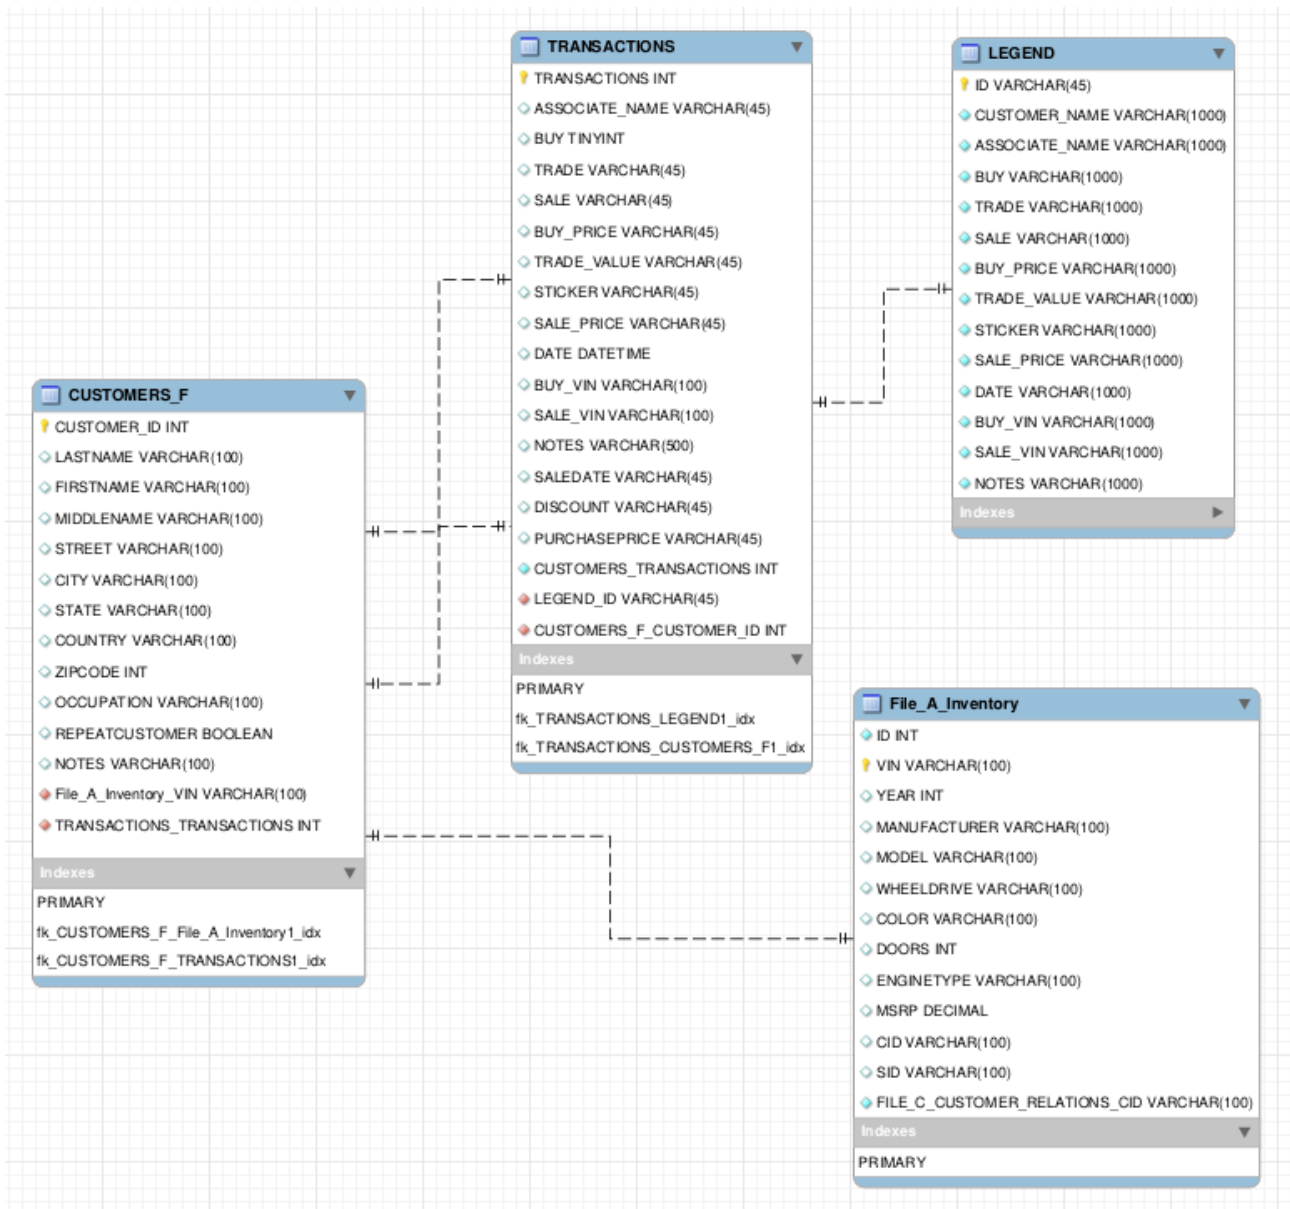 TRANSACTIONS
TRANSACTIONS INT
ASSOCIATE_NAME VARCHAR(45)
BUY TINYINT
TRADE VARCHAR(45)
SALE VARCHAR(45)
BUY_PRICE VARCHAR(45)
TRADE_VALUE VARCHAR(45)
STICKER VARCHAR(45)
SALE_PRICE VARCHAR(45)
DATE DATETIME
BUY_VIN VARCHAR(100)
SALE_VIN VARCHAR(100)
NOTES VARCHAR(500)
SALEDATE VARCHAR(45)
DISCOUNT VARCHAR(45)
PURCHASEPRICE VARCHAR(45)
CUSTOMERS_TRANSACTIONS INT
LEGEND_ID VARCHAR(45)
CUSTOMERS_F_CUSTOMER_ID INT
Indexes
PRIMARY
fk_TRANSACTIONS_LEGEND1_idx
fk_TRANSACTIONS_CUSTOMERS_F1_idx
LEGEND
ID VARCHAR(45)
CUSTOMER_NAME VARCHAR(1000)
ASSOCIATE_NAME VARCHAR(1000)
BUY VARCHAR(1000)
TRADE VARCHAR(1000)
SALE VARCHAR(1000)
BUY_PRICE VARCHAR(1000)
TRADE_VALUE VARCHAR(1000)
STICKER VARCHAR(1000)
SALE_PRICE VARCHAR(1000)
DATE VARCHAR(1000)
BUY_VIN VARCHAR(1000)
SALE_VIN VARCHAR(1000)
NOTES VARCHAR(1000)
Indexes
CUSTOMERS_F
CUSTOMER_ID INT
LASTNAME VARCHAR(100)
FIRSTNAME VARCHAR(100)
MIDDLENAME VARCHAR(100)
STREET VARCHAR(100)
CITY VARCHAR(100)
STATE VARCHAR(100)
COUNTRY VARCHAR(100)
ZIPCODE INT
OCCUPATION VARCHAR(100)
REPEATCUSTOMER BOOLEAN
NOTES VARCHAR(100)
File_A_Inventory_VIN VARCHAR(100)
TRANSACTIONS_TRANSACTIONS INT
Indexes
PRIMARY
fk_CUSTOMERS_F_File_A_Inventory1_idx
fk_CUSTOMERS_F_TRANSACTIONS1_idx
File_A_Inventory
ID INT
VIN VARCHAR(100)
YEAR INT
MANUFACTURER VARCHAR(100)
MODEL VARCHAR(100)
WHEELDRIVE VARCHAR(100)
COLOR VARCHAR(100)
DOORS INT
ENGINETYPE VARCHAR(100)
MSRP DECIMAL
CID VARCHAR(100)
SID VARCHAR(100)
FILE_C_CUSTOMER_RELATIONS_CID VARCHAR(100)
Indexes
PRIMARY